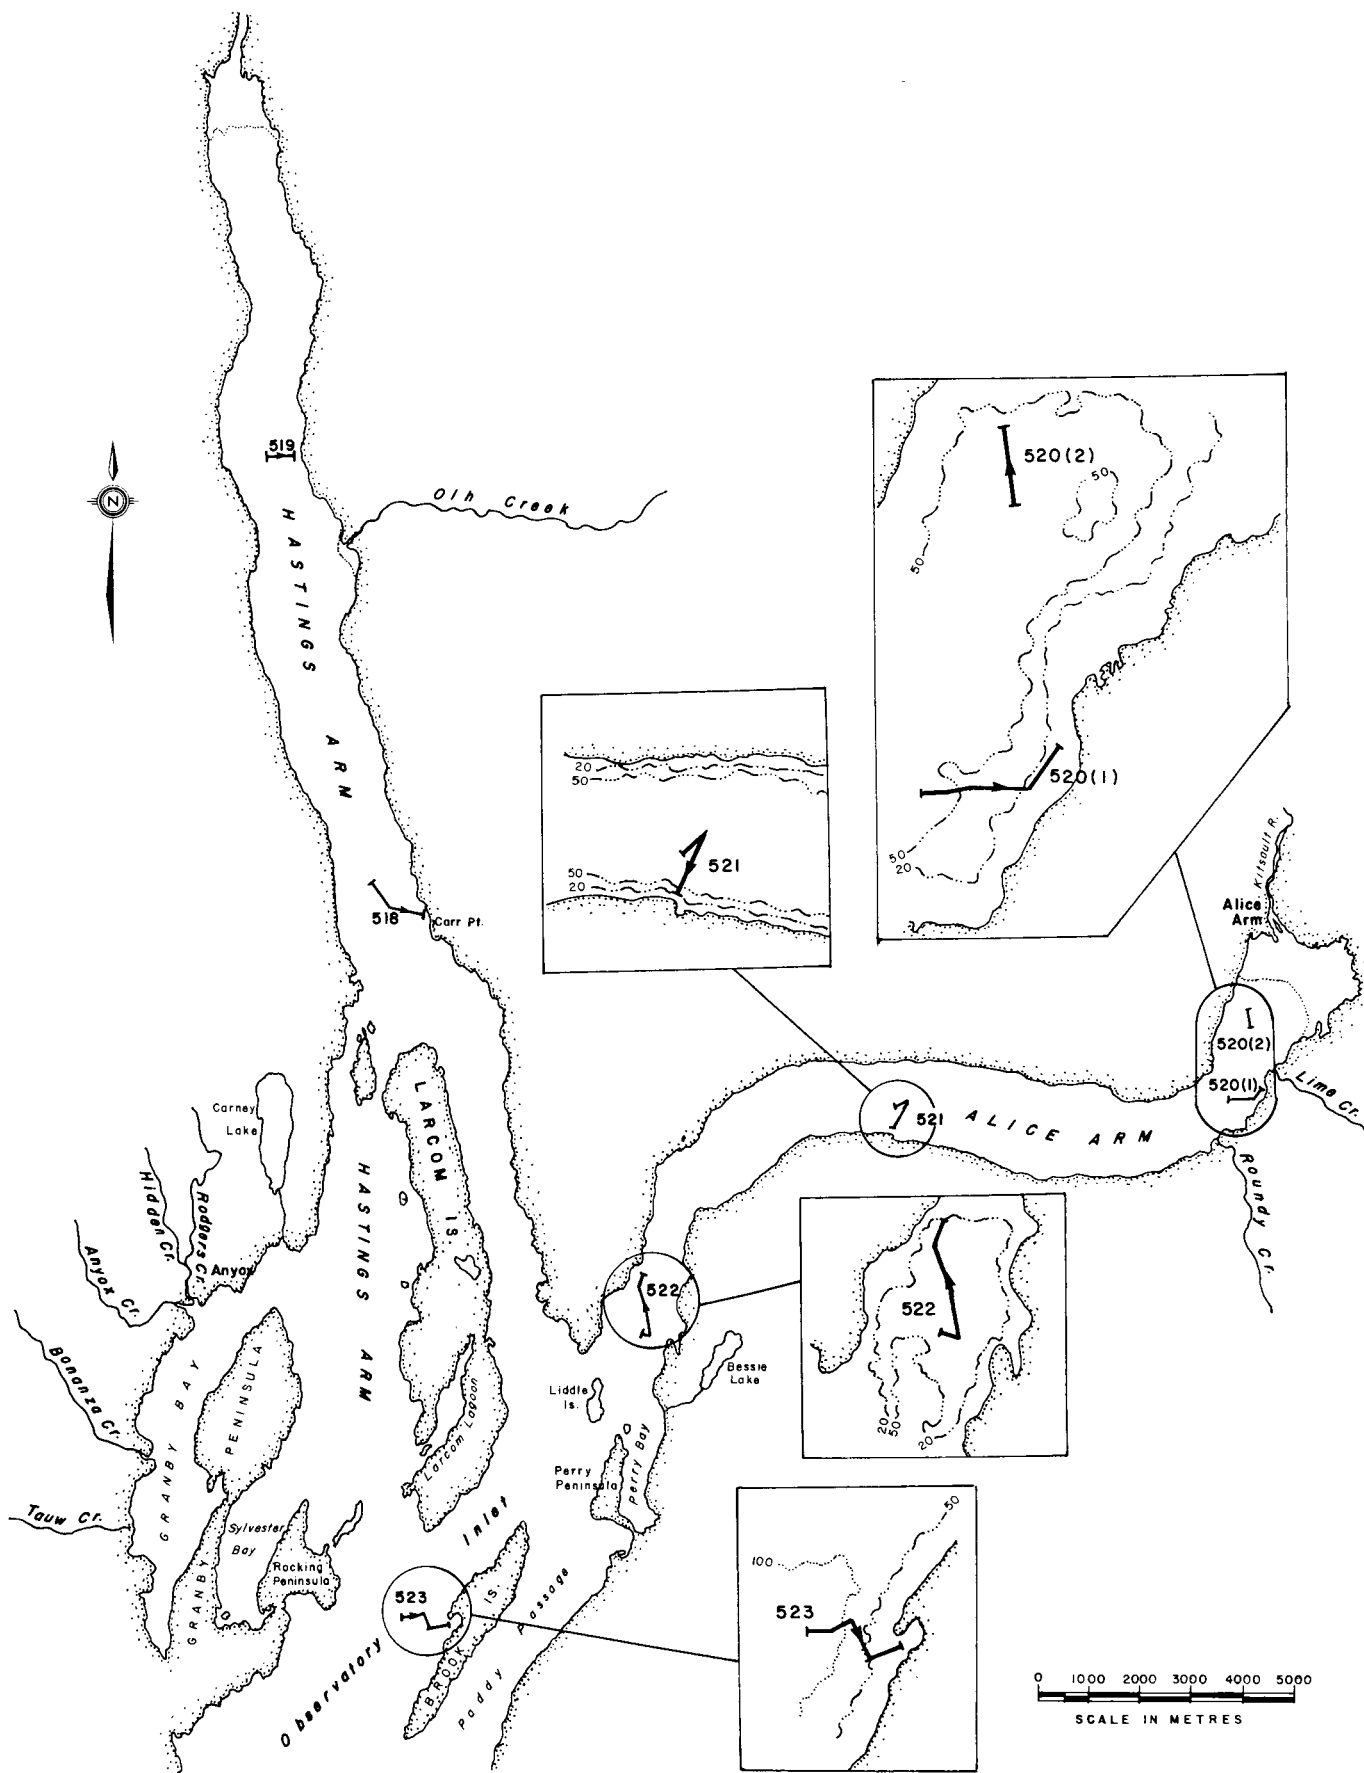 519
N
Olh Creek
HASTINGS ARM
520(2)
50
50
520(1)
50
20
20
50
521
50
20
518
Carr Pt.
Kitsault R.
Alice
Arm
520(2)
520(1)
Lime Cr.
Roundy Cr.
521
ALICE ARM
LARCOM IS
Carney
Lake
HASTINGS ARM
Hidden Cr.
Rodgers Cr.
Anyox Cr.
Anyox
522
522
20
50
20
Bonanza Cr.
GRANBY BAY
GRANBY PENINSULA
Larcom Lagoon
Bessie
Lake
Liddle
Is.
Perry
Peninsula
Perry Bay
Tauw Cr.
Sylvester
Bay
Rocking
Peninsula
Observatory Inlet
523
BROOK IS
Paddy Passage
50
100
523
0 1000 2000 3000 4000 5000
SCALE IN METRES